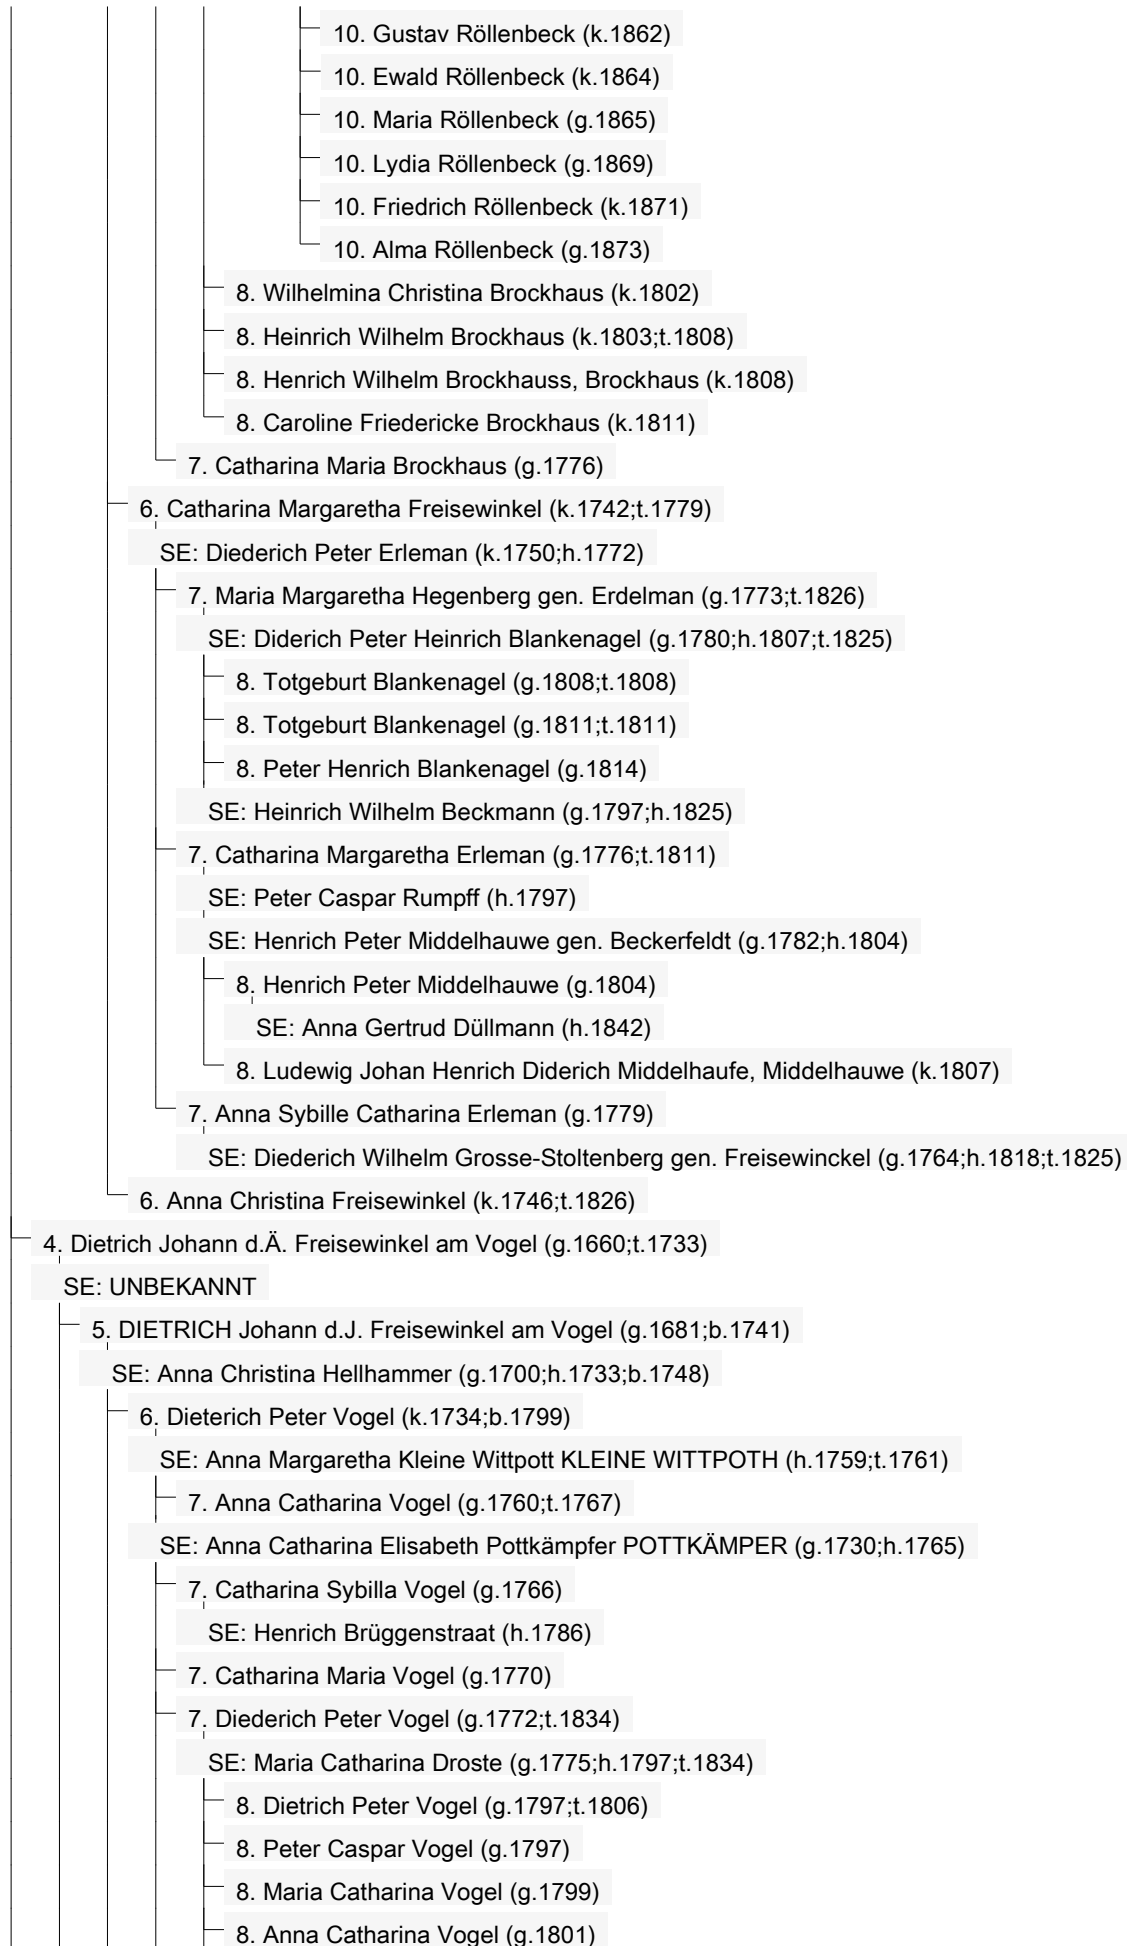 10. Gustav Röllenbeck (k.1862)
10. Ewald Röllenbeck (k.1864)
10. Maria Röllenbeck (g.1865)
10. Lydia Röllenbeck (g.1869)
10. Friedrich Röllenbeck (k.1871)
10. Alma Röllenbeck (g.1873)
8. Wilhelmina Christina Brockhaus (k.1802)
8. Heinrich Wilhelm Brockhaus (k.1803;t.1808)
8. Henrich Wilhelm Brockhauss, Brockhaus (k.1808)
8. Caroline Friedericke Brockhaus (k.1811)
7. Catharina Maria Brockhaus (g.1776)
6. Catharina Margaretha Freisewinkel (k.1742;t.1779)
SE: Diederich Peter Erleman (k.1750;h.1772)
7. Maria Margaretha Hegenberg gen. Erdelman (g.1773;t.1826)
SE: Diderich Peter Heinrich Blankenagel (g.1780;h.1807;t.1825)
8. Totgeburt Blankenagel (g.1808;t.1808)
8. Totgeburt Blankenagel (g.1811;t.1811)
8. Peter Henrich Blankenagel (g.1814)
SE: Heinrich Wilhelm Beckmann (g.1797;h.1825)
7. Catharina Margaretha Erleman (g.1776;t.1811)
SE: Peter Caspar Rumpff (h.1797)
SE: Henrich Peter Middelhauwe gen. Beckerfeldt (g.1782;h.1804)
8. Henrich Peter Middelhauwe (g.1804)
SE: Anna Gertrud Düllmann (h.1842)
8. Ludewig Johan Henrich Diderich Middelhaufe, Middelhauwe (k.1807)
7. Anna Sybille Catharina Erleman (g.1779)
SE: Diederich Wilhelm Grosse-Stoltenberg gen. Freisewinckel (g.1764;h.1818;t.1825)
6. Anna Christina Freisewinkel (k.1746;t.1826)
4. Dietrich Johann d.Ä. Freisewinkel am Vogel (g.1660;t.1733)
SE: UNBEKANNT
5. DIETRICH Johann d.J. Freisewinkel am Vogel (g.1681;b.1741)
SE: Anna Christina Hellhammer (g.1700;h.1733;b.1748)
6. Dieterich Peter Vogel (k.1734;b.1799)
SE: Anna Margaretha Kleine Wittpott KLEINE WITTPOTH (h.1759;t.1761)
7. Anna Catharina Vogel (g.1760;t.1767)
SE: Anna Catharina Elisabeth Pottkämpfer POTTKÄMPER (g.1730;h.1765)
7. Catharina Sybilla Vogel (g.1766)
SE: Henrich Brüggenstraat (h.1786)
7. Catharina Maria Vogel (g.1770)
7. Diederich Peter Vogel (g.1772;t.1834)
SE: Maria Catharina Droste (g.1775;h.1797;t.1834)
8. Dietrich Peter Vogel (g.1797;t.1806)
8. Peter Caspar Vogel (g.1797)
8. Maria Catharina Vogel (g.1799)
8. Anna Catharina Vogel (g.1801)